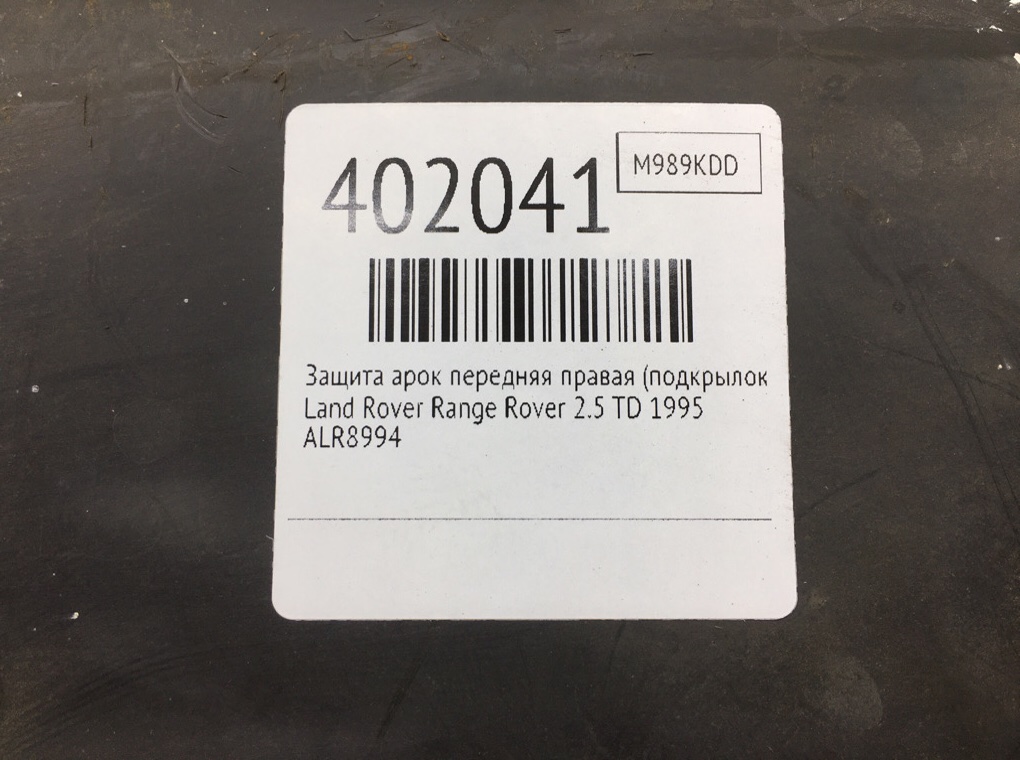 402041
M989KDD
Защита арок передняя правая (подкрылок
Land Rover Range Rover 2.5 TD 1995
ALR8994